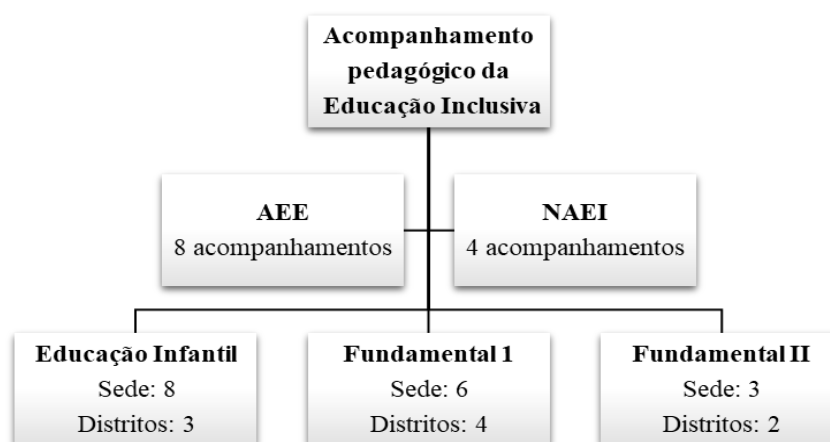 Acompanhamento
pedagógico da
Educação Inclusiva
AEE
8 acompanhamentos
NAEI
4 acompanhamentos
Educação Infantil
Sede: 8
Distritos: 3
Fundamental 1
Sede: 6
Distritos: 4
Fundamental II
Sede: 3
Distritos: 2